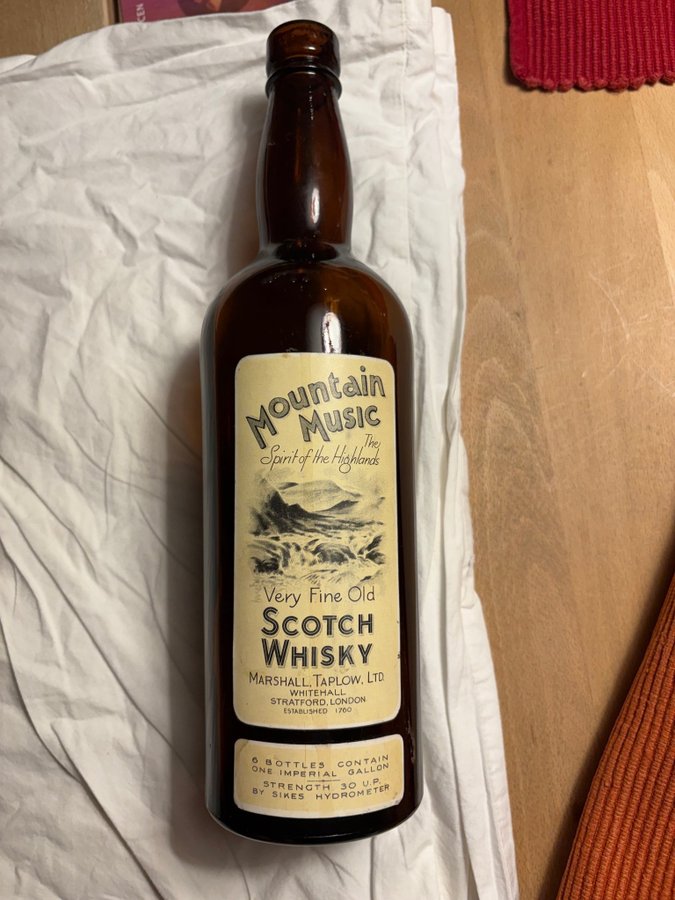 CEN
Mountain
Music
The
Spirit of the Highlands
Very Fine Old
SCOTCH
WHISKY
MARSHALL, TAPLOW, LTD.
WHITEHALL
STRATFORD, LONDON
ESTABLISHED 1760
6 BOTTLES CONTAIN
ONE IMPERIAL GALLON
STRENGTH 30 U.P.
BY SIKES HYDROMETER